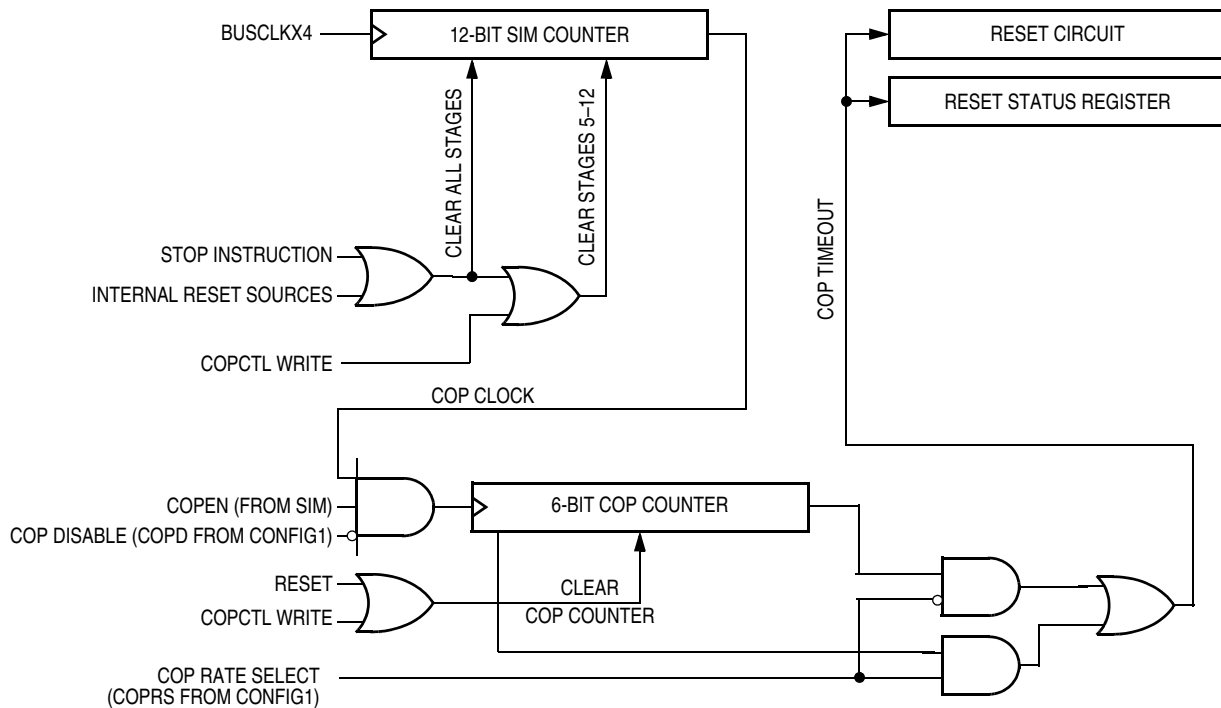 BUSCLKX4
12-BIT SIM COUNTER
RESET CIRCUIT
RESET STATUS REGISTER
CLEAR ALL STAGES
CLEAR STAGES 5–12
COP TIMEOUT
STOP INSTRUCTION
INTERNAL RESET SOURCES
COPCTL WRITE
COP CLOCK
COPEN (FROM SIM)
6-BIT COP COUNTER
COP DISABLE (COPD FROM CONFIG1)
RESET
CLEAR
COPCTL WRITE
COP COUNTER
COP RATE SELECT
(COPRS FROM CONFIG1)